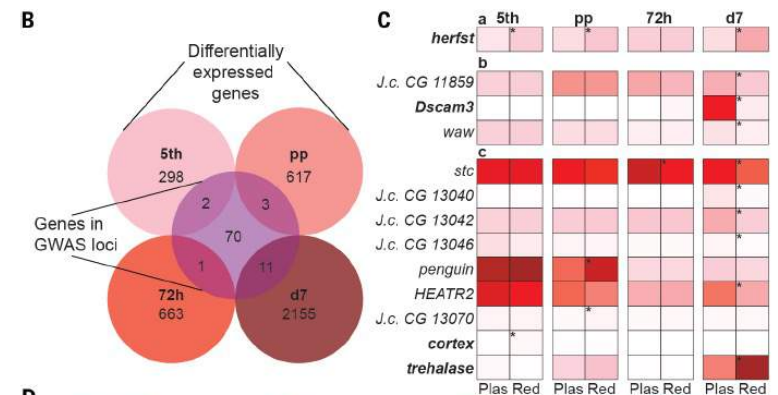 B
Differentially
expressed
genes
5th
298
pp
617
2
3
Genes in
GWAS loci
70
1
11
72h
663
d7
2155
C
a 5th pp 72h d7
herfst * * *
b
J.c. CG 11859 *
Dscam3 *
waw *
c
stc * *
J.c. CG 13040 *
J.c. CG 13042 *
J.c. CG 13046 *
penguin *
HEATR2 *
J.c. CG 13070 *
cortex *
trehalase *
Plas Red Plas Red Plas Red Plas Red